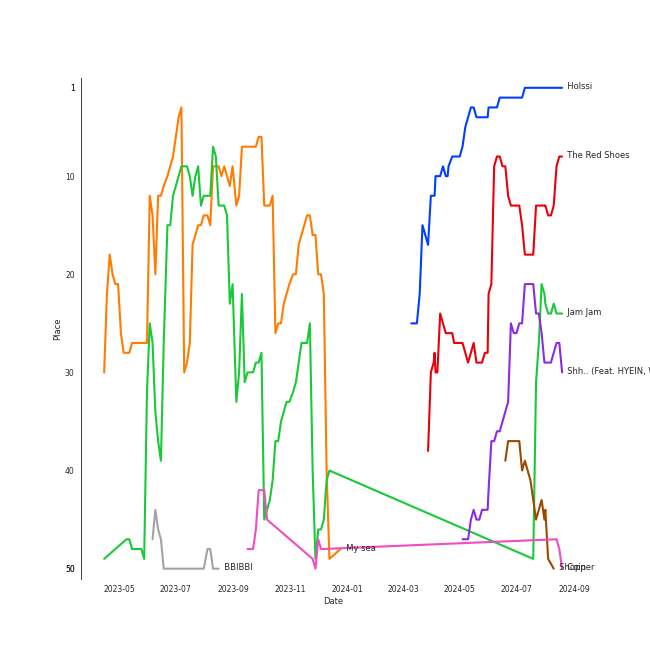 1
Holssi
The Red Shoes
10
20
Jam Jam
30
Shh.. (Feat. HYEIN,
Place
40
My sea
50
BBIBBI
Shopper
2023-05
2023-07
2023-09
2023-11
2024-01
2024-03
2024-05
2024-07
2024-09
Date